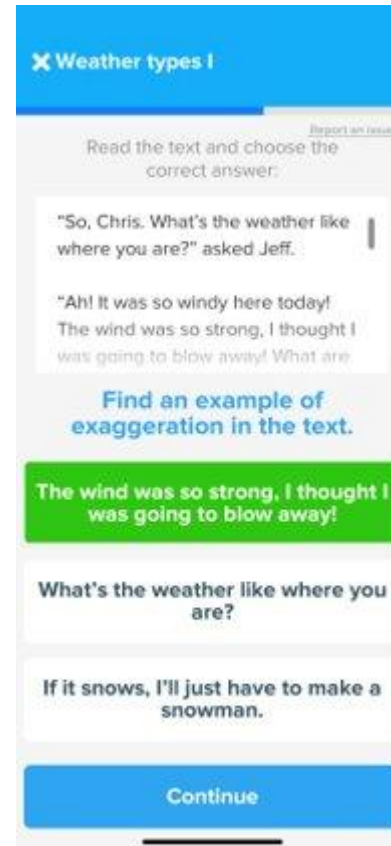 ✕ Weather types I
Report an issue
Read the text and choose the
correct answer:
“So, Chris. What's the weather like
where you are?” asked Jeff.
“Ah! It was so windy here today!
The wind was so strong, I thought I
was going to blow away! What are
Find an example of
exaggeration in the text.
The wind was so strong, I thought I
was going to blow away!
What's the weather like where you
are?
If it snows, I'll just have to make a
snowman.
Continue